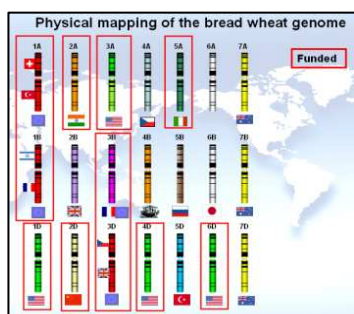 Physical mapping of the bread wheat genome
1A 2A 3A 4A 5A 6A 7A
Funded
1B 2B 3B 4B 5B 6B 7B
1D 2D 3D 4D 5D 6D 7D